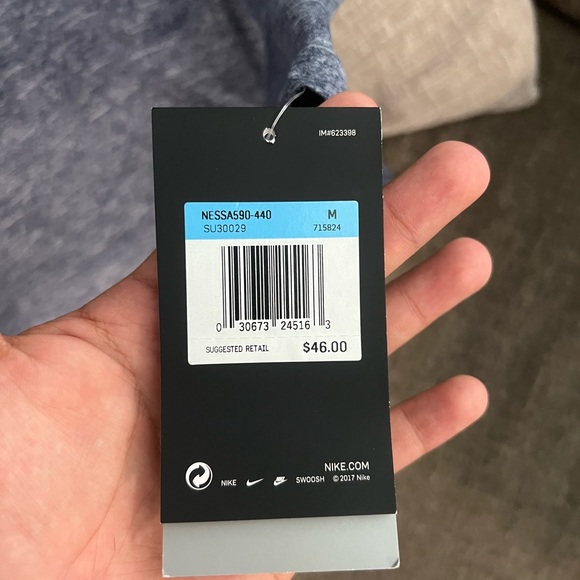 IM#623398
NESSA590-440 M
SU30029 715824
0 30673 24516 3
SUGGESTED RETAIL $46.00
NIKE.COM
NIKE SWOOSH © 2017 Nike